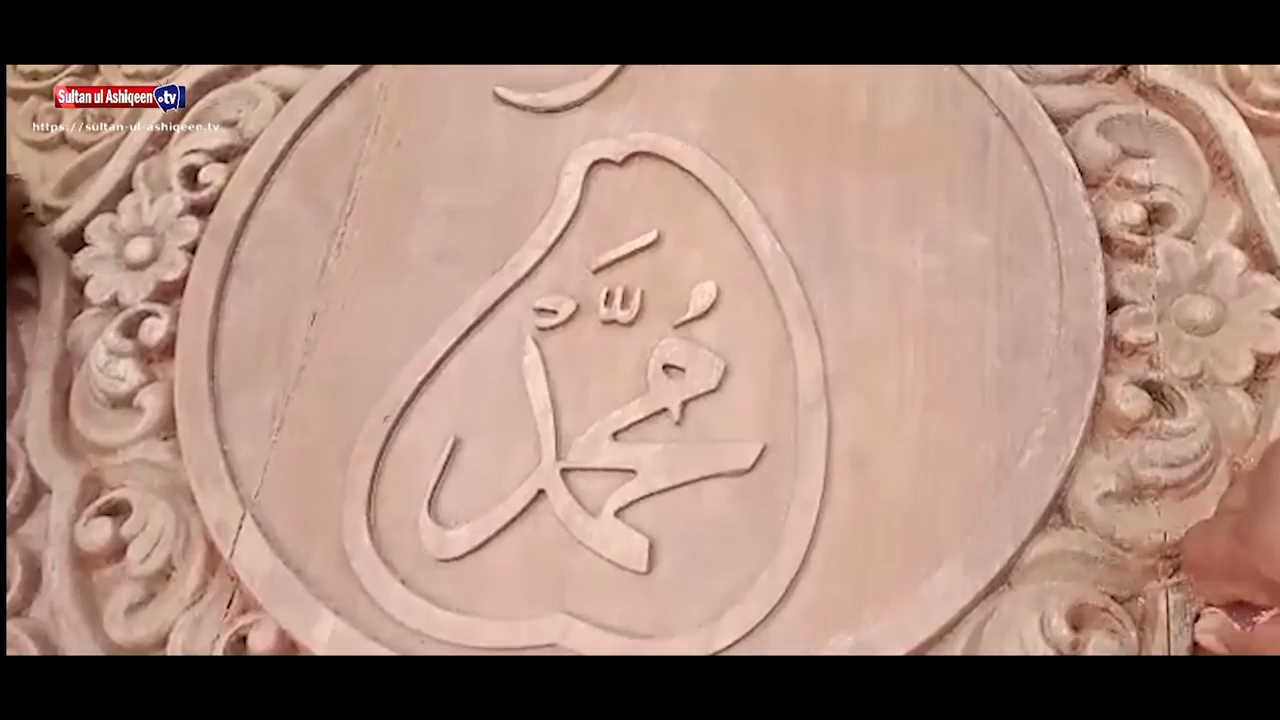 Sultan ul Ashiqeen .tv
https://sultan-ul-ashiqeen.tv
مُحَمَّد